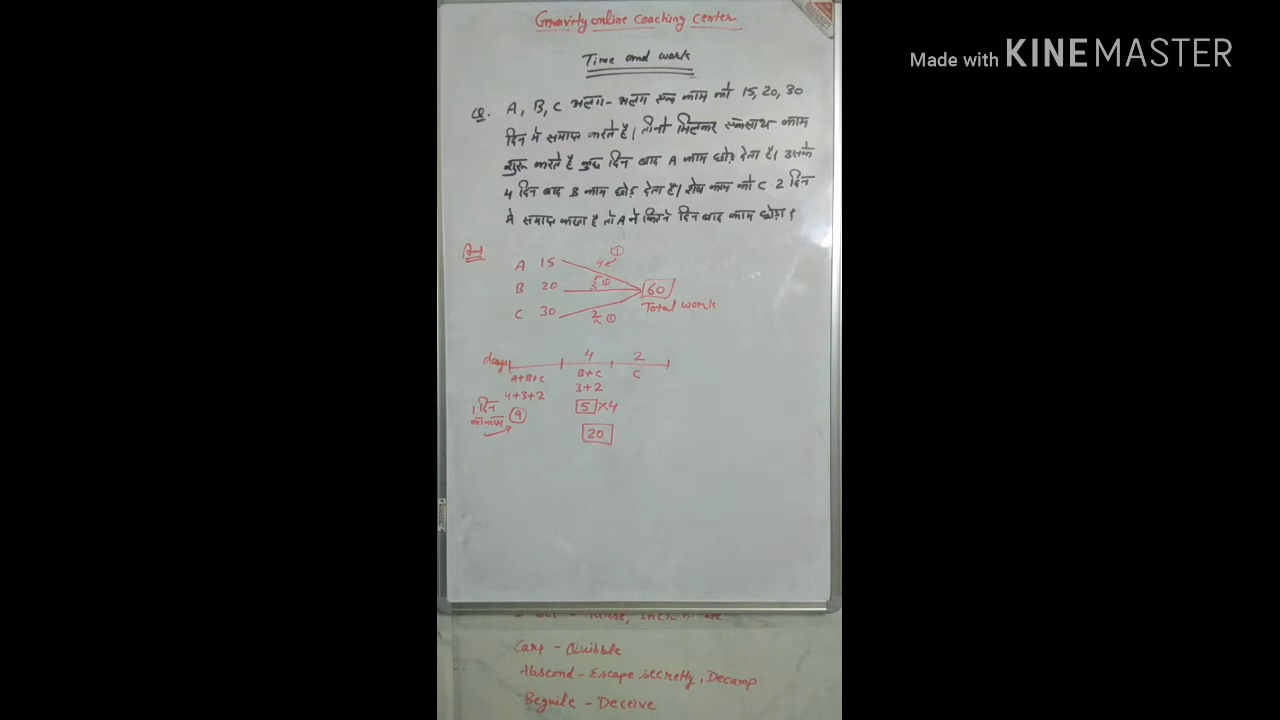 Gravity online Coaching Center
Made with KINEMASTER
Time and work
Q. A, B, C अलग-अलग एक काम को 15, 20, 30
दिन में समाप्त करते है। तीनो मिलकर एकसाथ काम
शुरू करते है कुछ दिन बाद A काम छोड़ देता है। उसके
4 दिन बाद B काम छोड़ देता है। शेष काम को C 2 दिन
मे समाप्त करता है तो A ने कितने दिन बाद काम छोड़ा?
A 15 4 1
B 20 3 60
C 30 2 Total work
days 4 2
A+B+C B+C C
4+3+2 3+2
1 दिन का काम 9 5 ×4
20
Carp - Quibble
Abscond - Escape secretly, Decamp
Beguile - Deceive